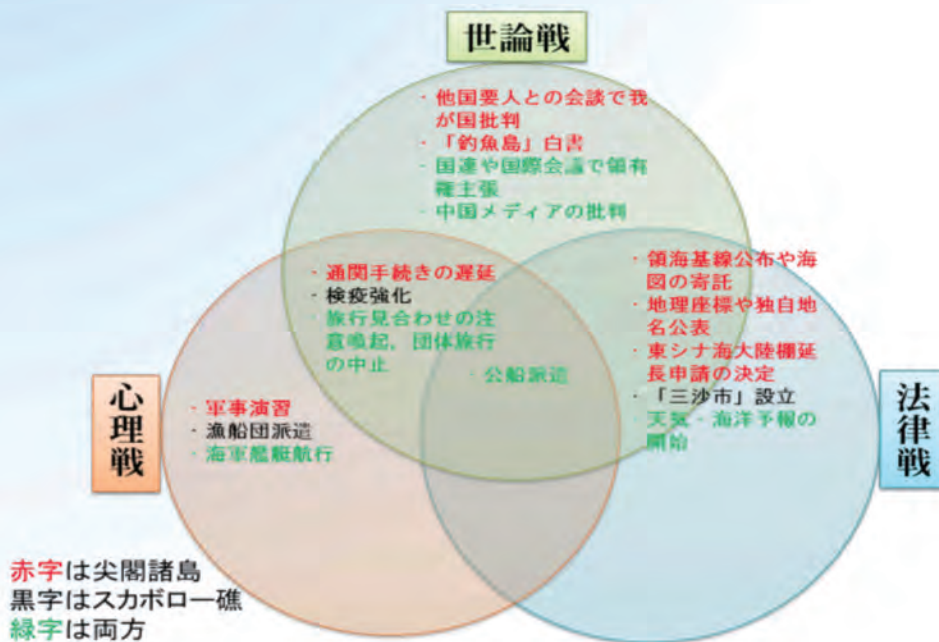 世論戦
・他国要人との会談で我
が国批判
・「釣魚島」白書
・国連や国際会議で領有
権主張
・中国メディアの批判
・通関手続きの遅延
・検疫強化
・旅行見合わせの注
意喚起，団体旅行
の中止
・公船派遣
・領海基線公布や海
図の寄託
・地理座標や独自地
名公表
・東シナ海大陸棚延
長申請の決定
・「三沙市」設立
天気・海洋予報の
開始
心理戦
・軍事演習
・漁船団派遣
・海軍艦艇航行
法律戦
赤字は尖閣諸島
黒字はスカボロー礁
緑字は両方